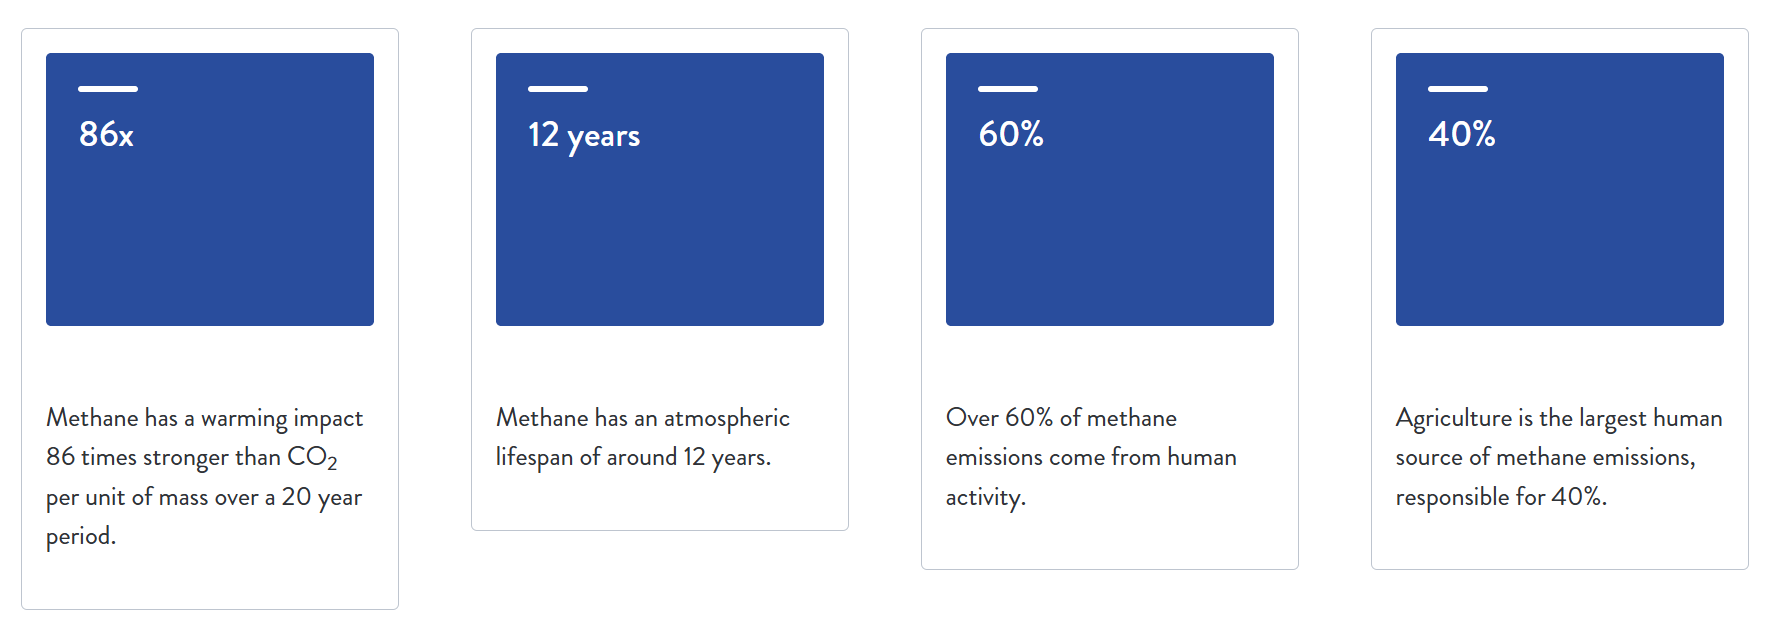 86x
Methane has a warming impact
86 times stronger than CO₂
per unit of mass over a 20 year
period.
12 years
Methane has an atmospheric
lifespan of around 12 years.
60%
Over 60% of methane
emissions come from human
activity.
40%
Agriculture is the largest human
source of methane emissions,
responsible for 40%.